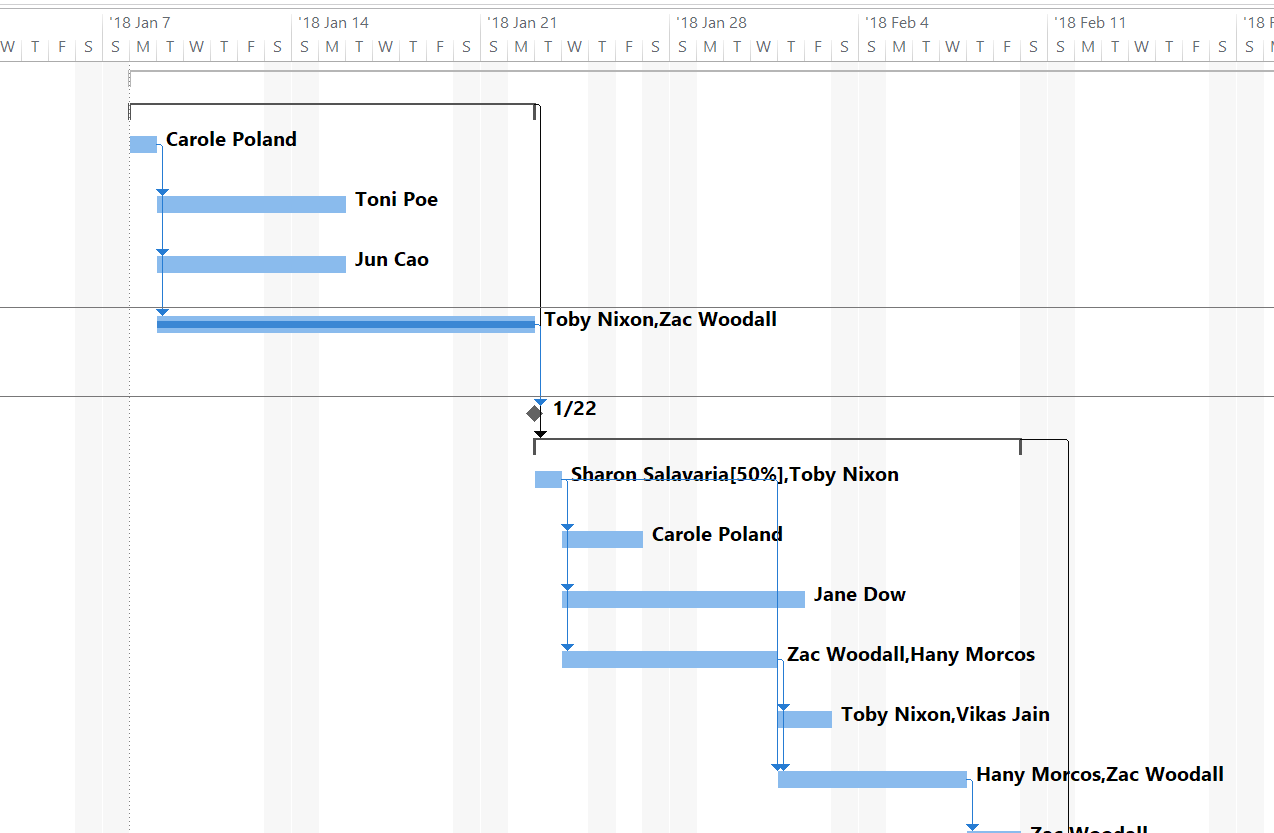 '18 Jan 7 '18 Jan 14 '18 Jan 21 '18 Jan 28 '18 Feb 4 '18 Feb 11 '18 F
W T F S S M T W T F S S M T W T F S S M T W T F S S M T W T F S S M T W T F S S M T W T F S S M
Carole Poland
Toni Poe
Jun Cao
Toby Nixon,Zac Woodall
1/22
Sharon Salavaria[50%],Toby Nixon
Carole Poland
Jane Dow
Zac Woodall,Hany Morcos
Toby Nixon,Vikas Jain
Hany Morcos,Zac Woodall
Zac Woodall